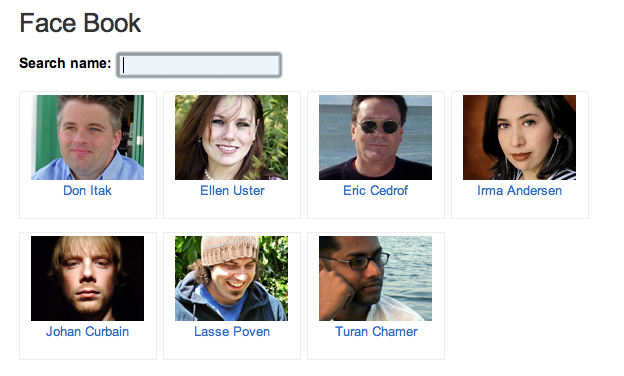 Face Book
Search name:
Don Itak
Ellen Uster
Eric Cedrof
Irma Andersen
Johan Curbain
Lasse Poven
Turan Chamer